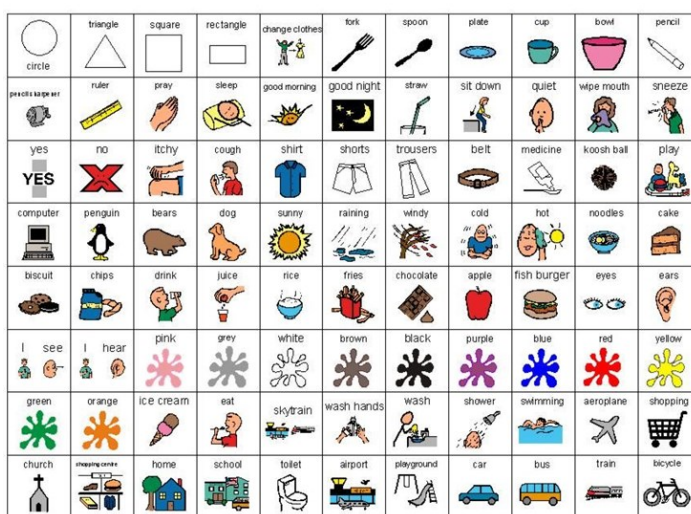 circle
triangle
square
rectangle
change clothes
fork
spoon
plate
cup
bowl
pencil
pencil sharpener
ruler
pray
sleep
good morning
good night
straw
sit down
quiet
wipe mouth
sneeze
yes
YES
no
itchy
cough
shirt
shorts
trousers
belt
medicine
koosh ball
play
computer
penguin
bears
dog
sunny
raining
windy
cold
hot
noodles
cake
biscuit
chips
drink
juice
rice
fries
chocolate
apple
fish burger
eyes
ears
I see
I hear
pink
grey
white
brown
black
purple
blue
red
yellow
green
orange
ice cream
eat
skytrain
wash hands
wash
shower
swimming
aeroplane
shopping
church
shopping centre
home
school
toilet
airport
playground
car
bus
train
bicycle